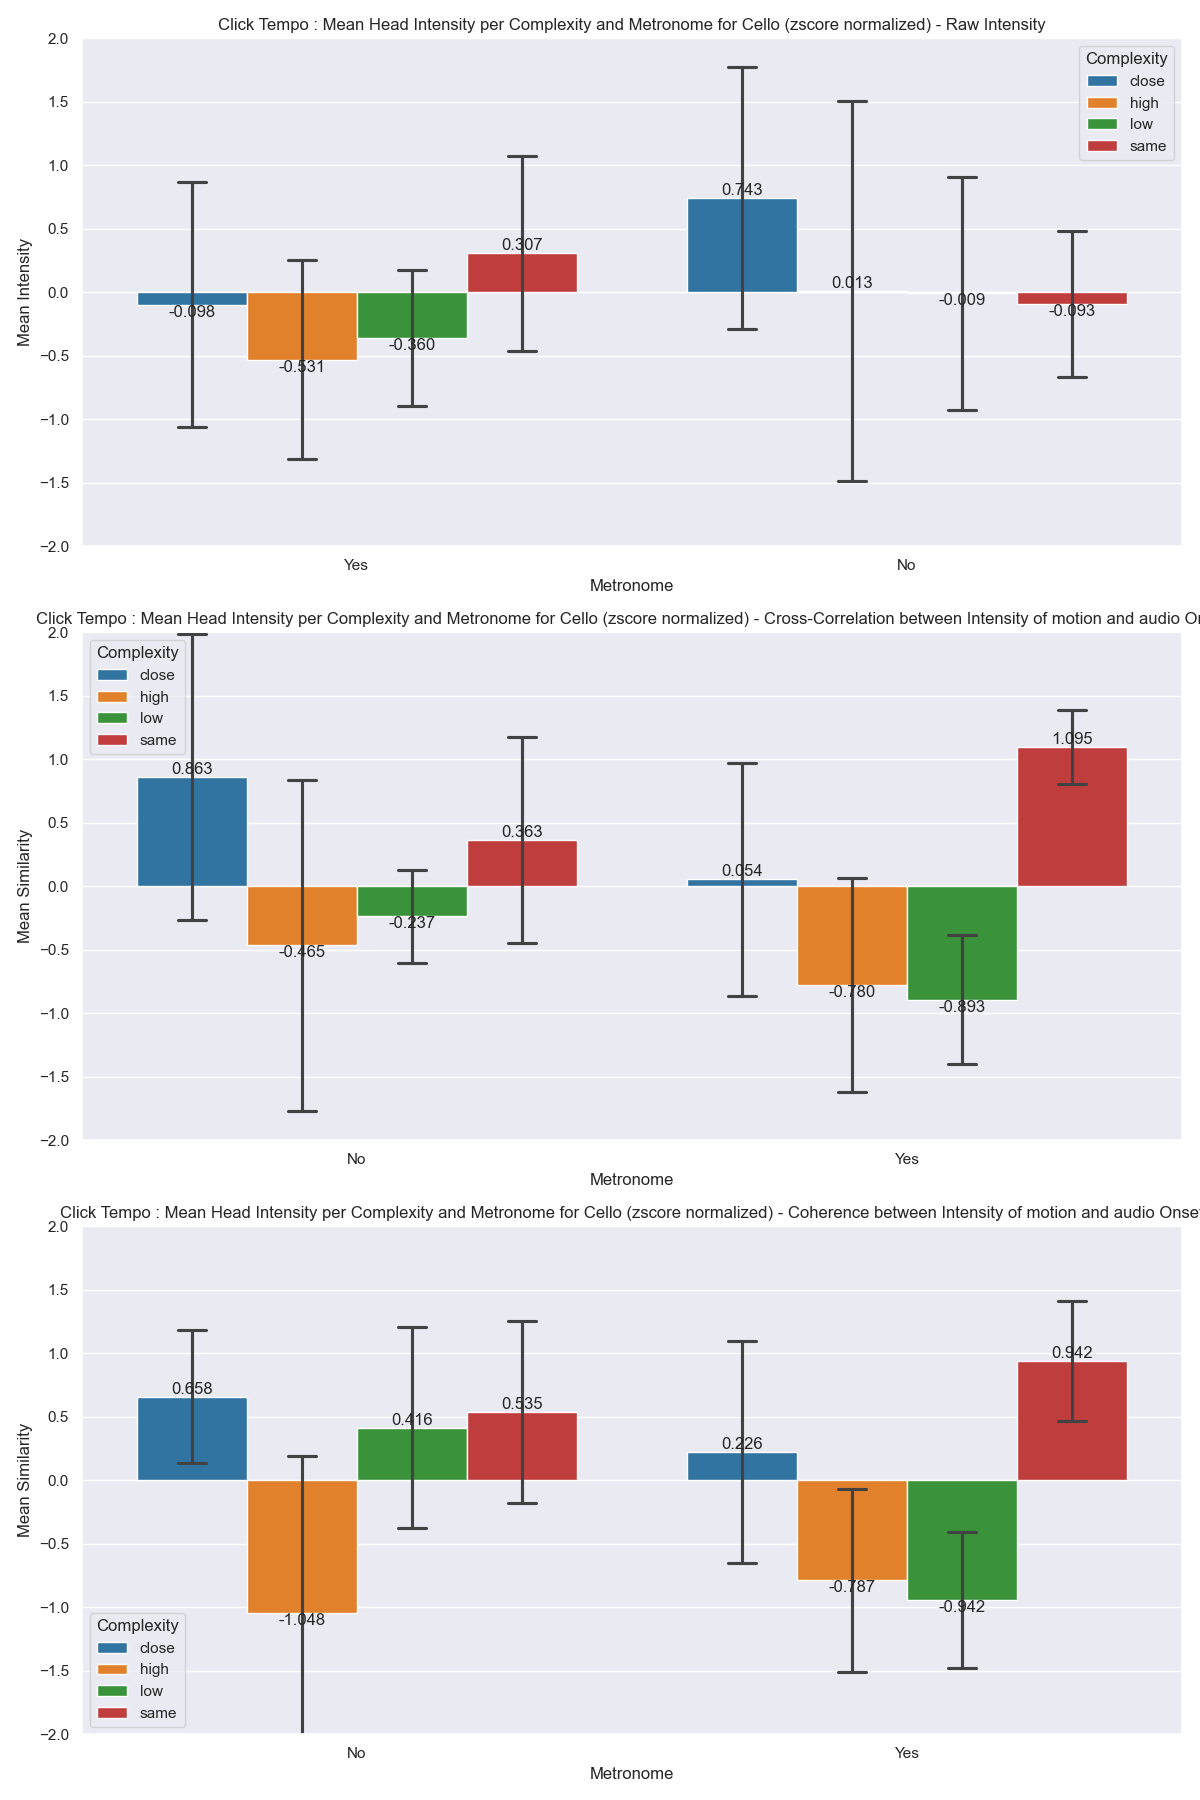 Click Tempo : Mean Head Intensity per Complexity and Metronome for Cello (zscore normalized) - Raw Intensity
Mean Intensity
2.0
1.5
1.0
0.5
0.0
−0.5
−1.0
−1.5
−2.0
Complexity
close
high
low
same
-0.098
-0.531
-0.360
0.307
0.743
0.013
-0.009
-0.093
Yes
No
Metronome
Click Tempo : Mean Head Intensity per Complexity and Metronome for Cello (zscore normalized) - Cross-Correlation between Intensity of motion and audio
Mean Similarity
2.0
1.5
1.0
0.5
0.0
−0.5
−1.0
−1.5
−2.0
Complexity
close
high
low
same
0.863
-0.465
-0.237
0.363
0.054
-0.780
-0.893
1.095
No
Yes
Metronome
Click Tempo : Mean Head Intensity per Complexity and Metronome for Cello (zscore normalized) - Coherence between Intensity of motion and audio
Mean Similarity
2.0
1.5
1.0
0.5
0.0
−0.5
−1.0
−1.5
−2.0
0.658
-1.048
0.416
0.535
0.226
-0.787
-0.942
0.942
Complexity
close
high
low
same
No
Yes
Metronome